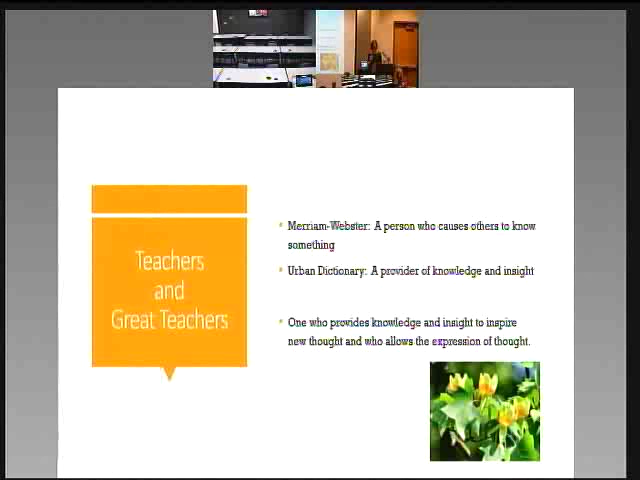 Teachers
and
Great Teachers
Merriam-Webster: A person who causes others to know
something
Urban Dictionary: A provider of knowledge and insight
One who provides knowledge and insight to inspire
new thought and who allows the expression of thought.